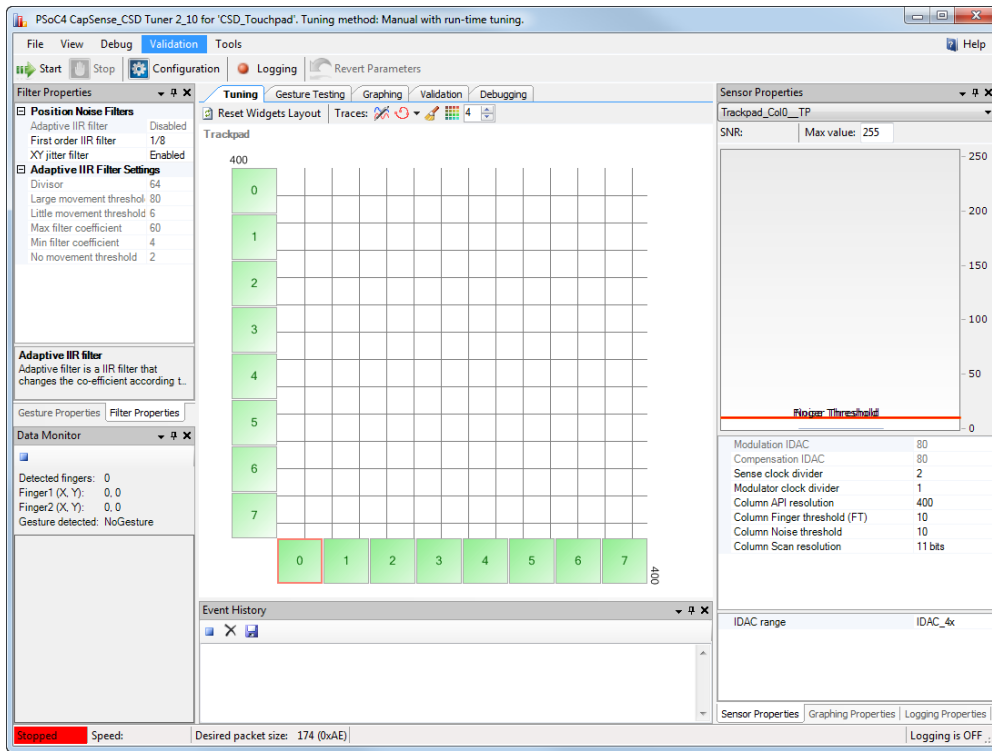 PSoC4 CapSense_CSD Tuner 2_10 for 'CSD_Touchpad'. Tuning method: Manual with run-time tuning.
File View Debug Validation Tools Help
Start Stop Configuration Logging Revert Parameters
Filter Properties
Position Noise Filters
Adaptive IIR filter Disabled
First order IIR filter 1/8
XY jitter filter Enabled
Adaptive IIR Filter Settings
Divisor 64
Large movement threshol 80
Little movement threshold 6
Max filter coefficient 60
Min filter coefficient 4
No movement threshold 2
Adaptive IIR filter
Adaptive filter is a IIR filter that
changes the co-efficient according t...
Gesture Properties Filter Properties
Data Monitor
Detected fingers: 0
Finger1 (X, Y): 0, 0
Finger2 (X, Y): 0, 0
Gesture detected: NoGesture
Tuning Gesture Testing Graphing Validation Debugging
Reset Widgets Layout Traces: 4
Trackpad
400
0
1
2
3
4
5
6
7
0 1 2 3 4 5 6 7
400
Event History
Sensor Properties
Trackpad_Col0__TP
SNR: Max value: 255
250
200
150
100
50
0
Finger Threshold
Modulation IDAC 80
Compensation IDAC 80
Sense clock divider 2
Modulator clock divider 1
Column API resolution 400
Column Finger threshold (FT) 10
Column Noise threshold 10
Column Scan resolution 11 bits
IDAC range IDAC_4x
Sensor Properties Graphing Properties Logging Properties
Stopped Speed: Desired packet size: 174 (0xAE) Logging is OFF